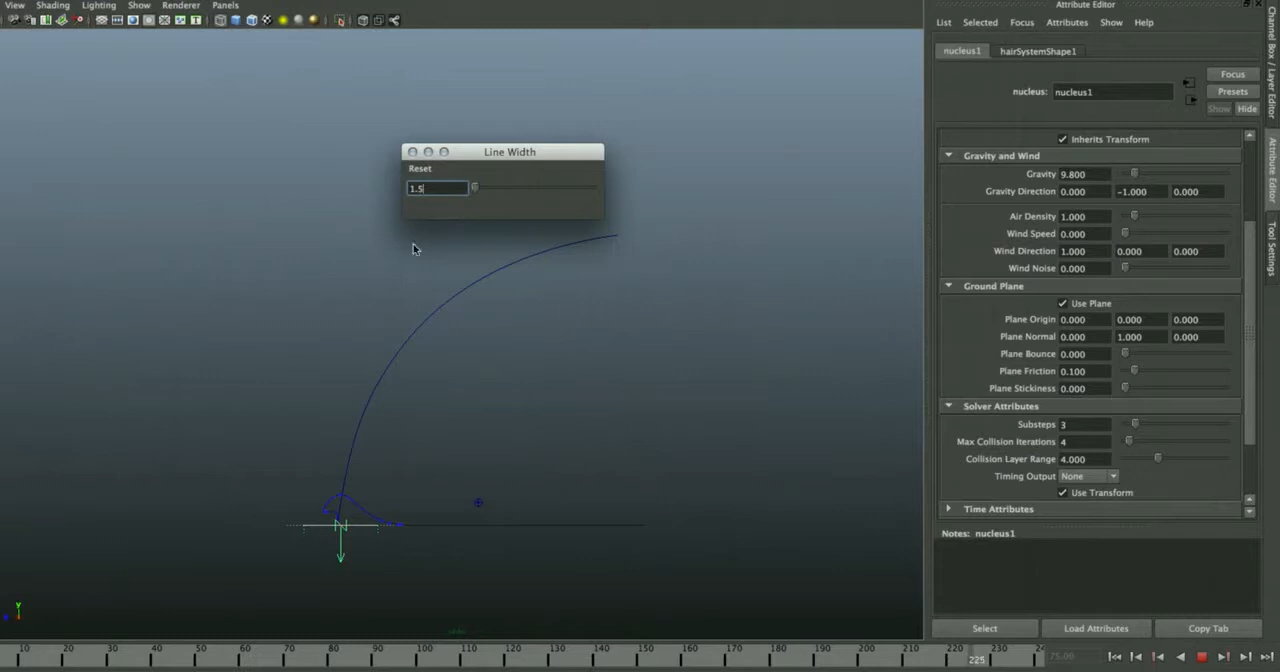 View Shading Lighting Show Renderer Panels
Attribute Editor
List Selected Focus Attributes Show Help
nucleus1 hairSystemShape1
Focus
nucleus: nucleus1
Presets
Show Hide
Inherits Transform
Gravity and Wind
Gravity 9.800
Gravity Direction 0.000 -1.000 0.000
Air Density 1.000
Wind Speed 0.000
Wind Direction 1.000 0.000 0.000
Wind Noise 0.000
Ground Plane
Use Plane
Plane Origin 0.000 0.000 0.000
Plane Normal 0.000 1.000 0.000
Plane Bounce 0.000
Plane Friction 0.100
Plane Stickiness 0.000
Solver Attributes
Substeps 3
Max Collision Iterations 4
Collision Layer Range 4.000
Timing Output None
Use Transform
Time Attributes
Notes: nucleus1
Select Load Attributes Copy Tab
Channel Box / Layer Editor
Attribute Editor
Tool Settings
Line Width
Reset
1.5
y
10 20 30 40 50 60 70 80 90 100 110 120 130 140 150 160 170 180 190 200 210 220 230 240
225
75.00